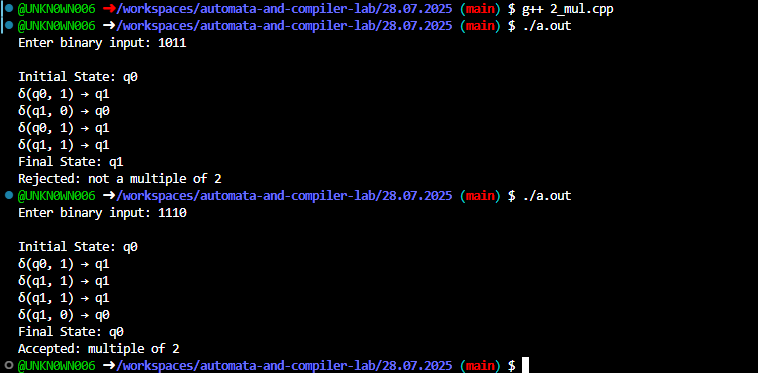 @UNKN0WN006 ➜/workspaces/automata-and-compiler-lab/28.07.2025 (main) $ g++ 2_mul.cpp
@UNKN0WN006 ➜/workspaces/automata-and-compiler-lab/28.07.2025 (main) $ ./a.out
Enter binary input: 1011
Initial State: q0
δ(q0, 1) → q1
δ(q1, 0) → q0
δ(q0, 1) → q1
δ(q1, 1) → q1
Final State: q1
Rejected: not a multiple of 2
@UNKN0WN006 ➜/workspaces/automata-and-compiler-lab/28.07.2025 (main) $ ./a.out
Enter binary input: 1110
Initial State: q0
δ(q0, 1) → q1
δ(q1, 1) → q1
δ(q1, 1) → q1
δ(q1, 0) → q0
Final State: q0
Accepted: multiple of 2
@UNKN0WN006 ➜/workspaces/automata-and-compiler-lab/28.07.2025 (main) $